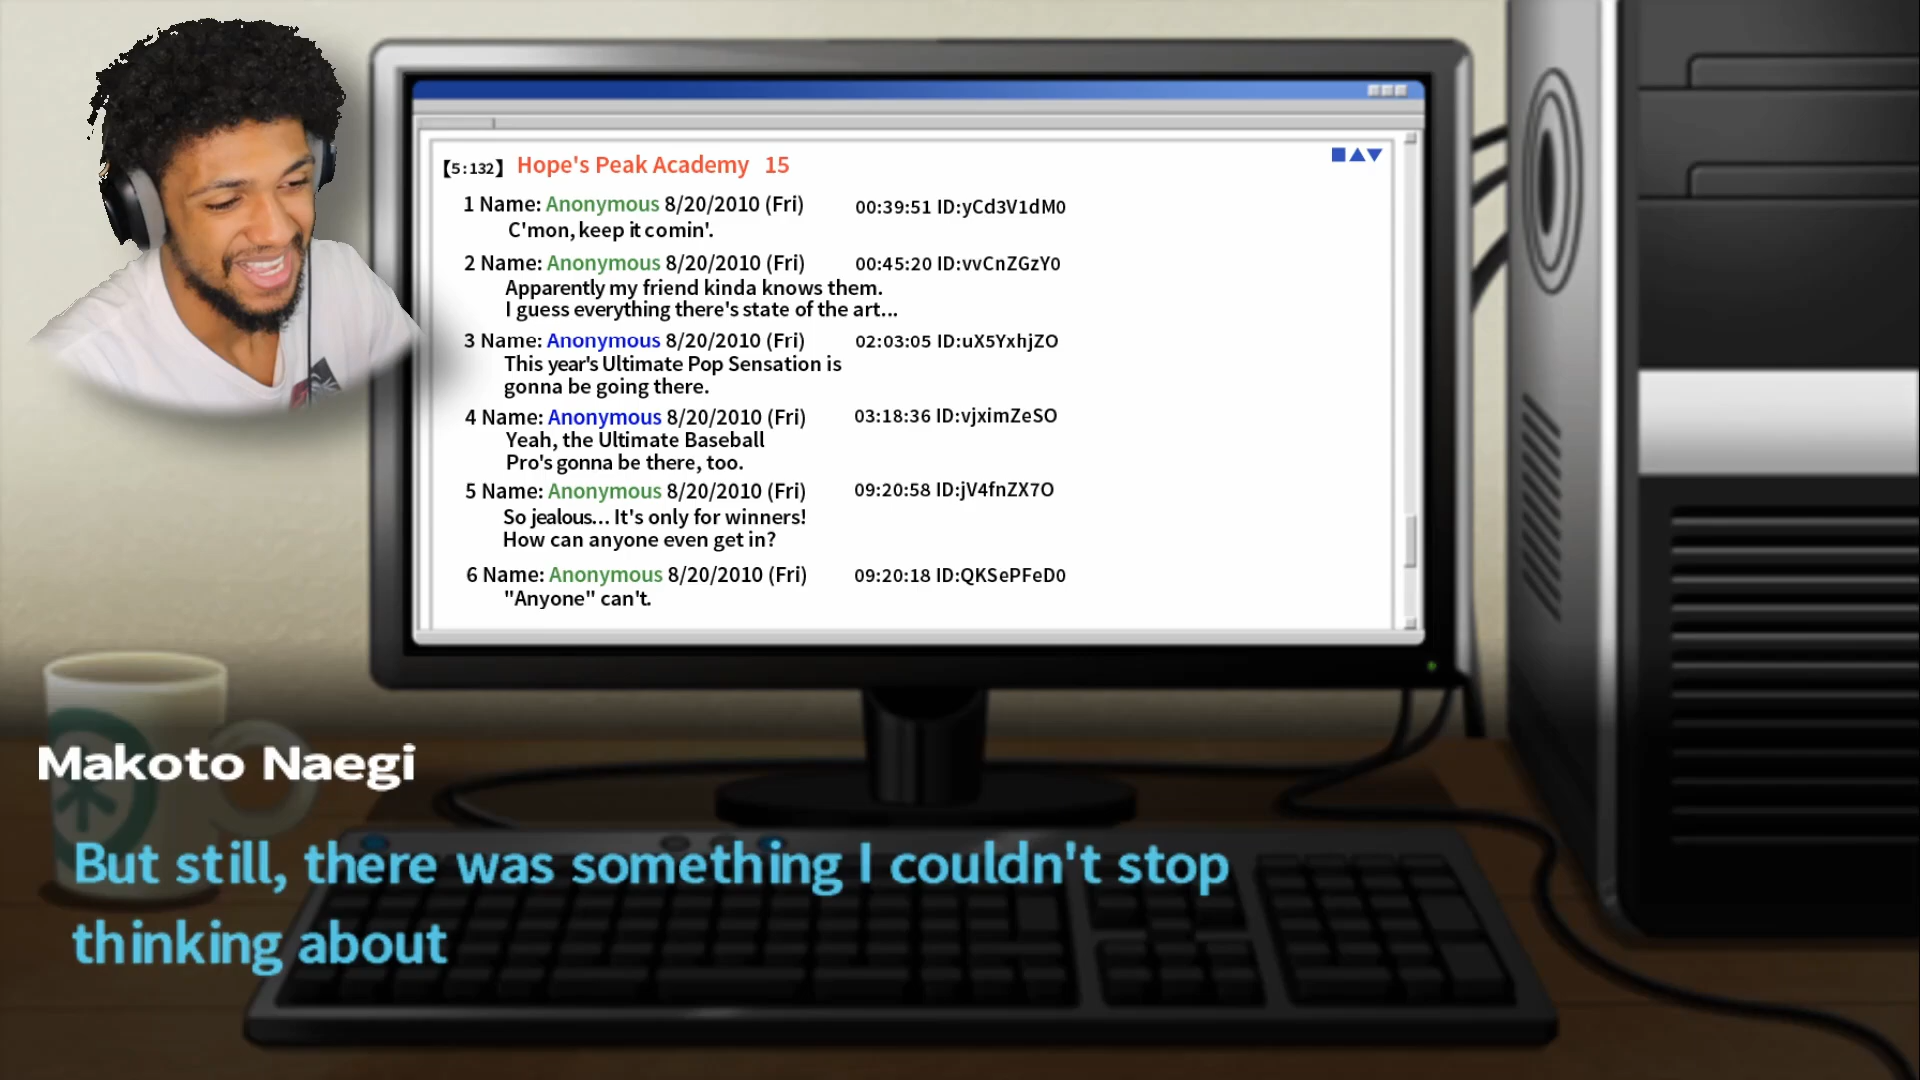 【5:132】 Hope's Peak Academy 15
1 Name: Anonymous 8/20/2010 (Fri) 00:39:51 ID:yCd3V1dM0
C'mon, keep it comin'.
2 Name: Anonymous 8/20/2010 (Fri) 00:45:20 ID:vvCnZGzY0
Apparently my friend kinda knows them.
I guess everything there's state of the art...
3 Name: Anonymous 8/20/2010 (Fri) 02:03:05 ID:uX5YxhjZO
This year's Ultimate Pop Sensation is
gonna be going there.
4 Name: Anonymous 8/20/2010 (Fri) 03:18:36 ID:vjximZeSO
Yeah, the Ultimate Baseball
Pro's gonna be there, too.
5 Name: Anonymous 8/20/2010 (Fri) 09:20:58 ID:jV4fnZX7O
So jealous... It's only for winners!
How can anyone even get in?
6 Name: Anonymous 8/20/2010 (Fri) 09:20:18 ID:QKSePFeD0
"Anyone" can't.
Makoto Naegi
But still, there was something I couldn't stop
thinking about